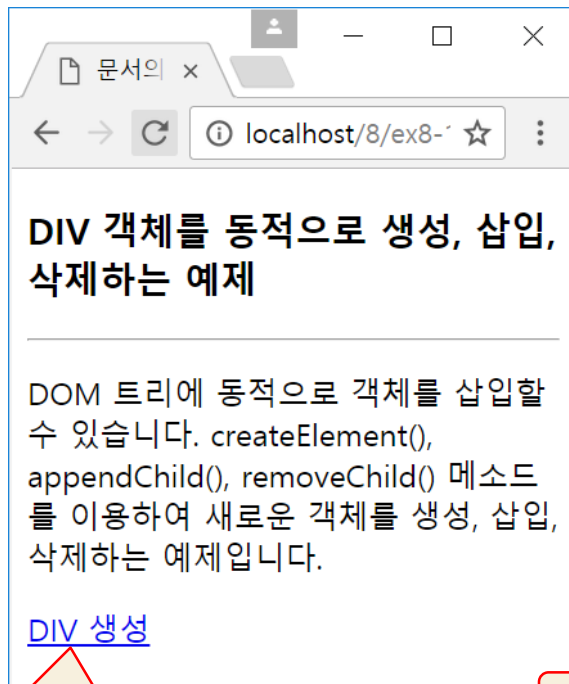 문서의
localhost/8/ex8-1
DIV 객체를 동적으로 생성, 삽입,
삭제하는 예제
DOM 트리에 동적으로 객체를 삽입할
수 있습니다. createElement(),
appendChild(), removeChild() 메소드
를 이용하여 새로운 객체를 생성, 삽입,
삭제하는 예제입니다.
DIV 생성